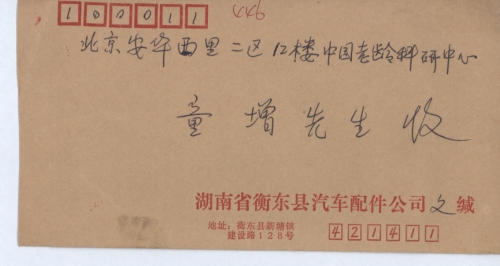 100011
446
北京安华西里二区12楼中国老龄科研中心
童增先生收
湖南省衡东县汽车配件公司文缄
地址：衡东县新塘镇
建设路128号
421411